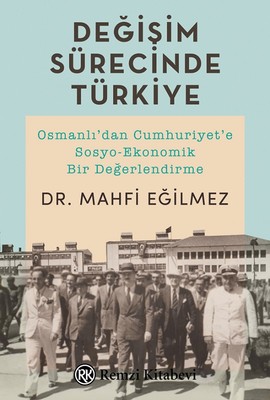 DEĞİŞİM
SÜRECİNDE
TÜRKİYE
Osmanlı'dan Cumhuriyet'e
Sosyo-Ekonomik
Bir Değerlendirme
DR. MAHFİ EĞİLMEZ
RK Remzi Kitabevi